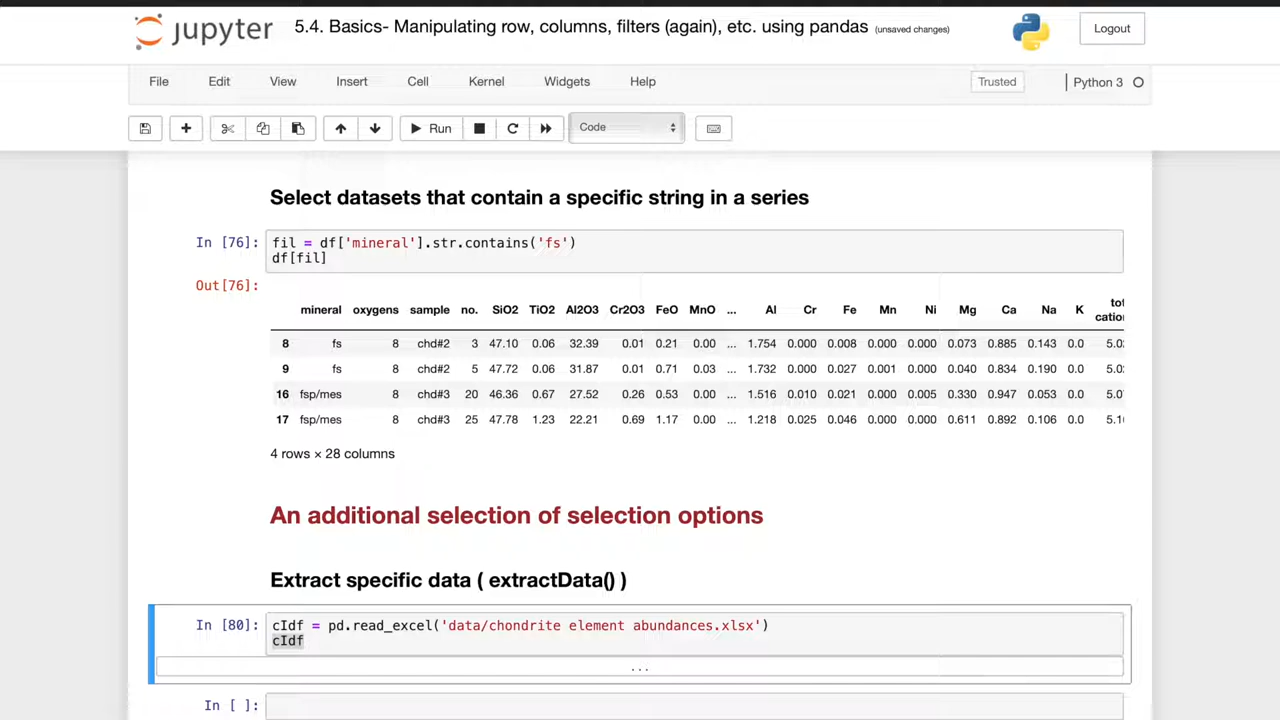 jupyter 5.4. Basics- Manipulating row, columns, filters (again), etc. using pandas (unsaved changes) Logout
File Edit View Insert Cell Kernel Widgets Help Trusted Python 3
Run Code
Select datasets that contain a specific string in a series
In [76]: fil = df['mineral'].str.contains('fs')
df[fil]
Out[76]:
mineral oxygens sample no. SiO2 TiO2 Al2O3 Cr2O3 FeO MnO ... Al Cr Fe Mn Ni Mg Ca Na K tot cation
8 fs 8 chd#2 3 47.10 0.06 32.39 0.01 0.21 0.00 ... 1.754 0.000 0.008 0.000 0.000 0.073 0.885 0.143 0.0 5.0
9 fs 8 chd#2 5 47.72 0.06 31.87 0.01 0.71 0.03 ... 1.732 0.000 0.027 0.001 0.000 0.040 0.834 0.190 0.0 5.0
16 fsp/mes 8 chd#3 20 46.36 0.67 27.52 0.26 0.53 0.00 ... 1.516 0.010 0.021 0.000 0.005 0.330 0.947 0.053 0.0 5.0
17 fsp/mes 8 chd#3 25 47.78 1.23 22.21 0.69 1.17 0.00 ... 1.218 0.025 0.046 0.000 0.000 0.611 0.892 0.106 0.0 5.1
4 rows × 28 columns
An additional selection of selection options
Extract specific data ( extractData() )
In [80]: cIdf = pd.read_excel('data/chondrite element abundances.xlsx')
cIdf
...
In [ ]: